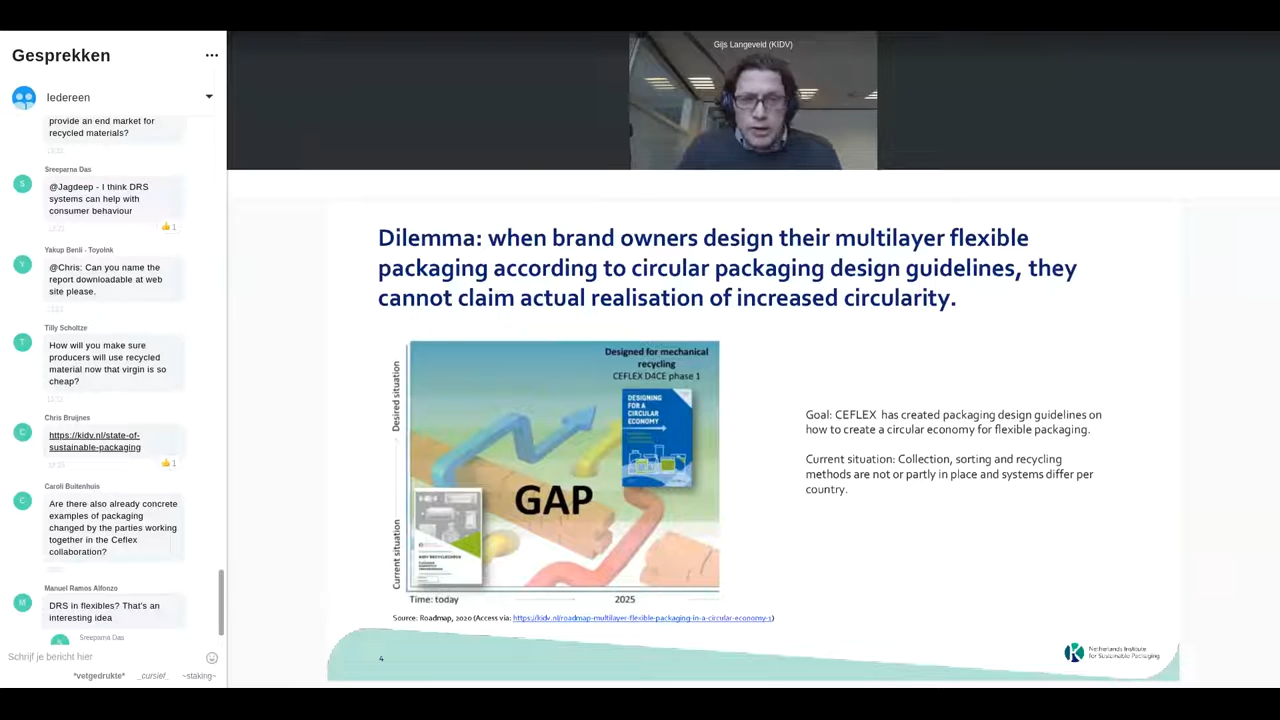 Gesprekken
Iedereen
provide an end market for
recycled materials?
Sreeparna Das
S
@Jagdeep - I think DRS
systems can help with
consumer behaviour
1
Yakup Benli - ToyoInk
Y
@Chris: Can you name the
report downloadable at web
site please.
Tilly Scholtze
T
How will you make sure
producers will use recycled
material now that virgin is so
cheap?
Chris Bruijnes
C
https://kidv.nl/state-of-
sustainable-packaging
1
Caroli Buitenhuis
C
Are there also already concrete
examples of packaging
changed by the parties working
together in the Ceflex
collaboration?
Manuel Ramos Alfonzo
M
DRS in flexibles? That's an
interesting idea
Sreeparna Das
S
Schrijf je bericht hier
*vetgedrukte* _cursief_ ~staking~
Gijs Langeveld (KIDV)
Dilemma: when brand owners design their multilayer flexible
packaging according to circular packaging design guidelines, they
cannot claim actual realisation of increased circularity.
Desired situation
Current situation
Designed for mechanical
recycling
CEFLEX D4CE phase 1
DESIGNING
FOR A
CIRCULAR
ECONOMY
GAP
KIDV RECYCLECHECK
Time: today
2025
Goal: CEFLEX has created packaging design guidelines on
how to create a circular economy for flexible packaging.
Current situation: Collection, sorting and recycling
methods are not or partly in place and systems differ per
country.
Source: Roadmap, 2020 (Access via: https://kidv.nl/roadmap-multilayer-flexible-packaging-in-a-circular-economy-1)
4
Netherlands Institute
for Sustainable Packaging